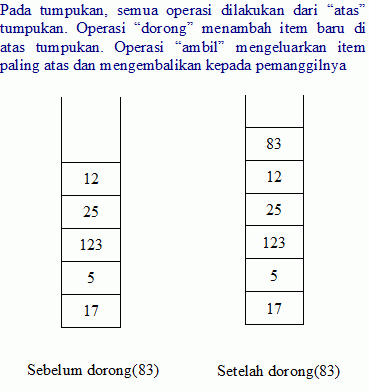 Pada tumpukan, semua operasi dilakukan dari “atas”
tumpukan. Operasi “dorong” menambah item baru di
atas tumpukan. Operasi “ambil” mengeluarkan item
paling atas dan mengembalikan kepada pemanggilnya
12
25
123
5
17
83
12
25
123
5
17
Sebelum dorong(83)
Setelah dorong(83)